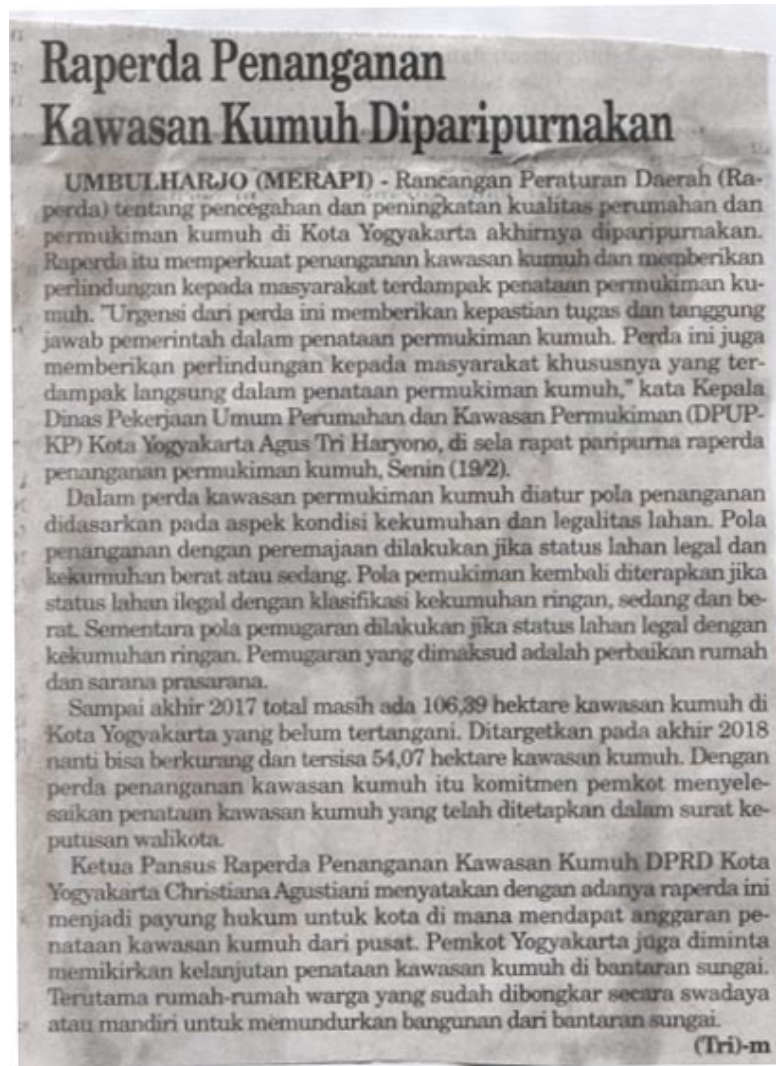 Raperda Penanganan
Kawasan Kumuh Diparipurnakan
UMBULHARJO (MERAPI) - Rancangan Peraturan Daerah (Ra-
perda) tentang pencegahan dan peningkatan kualitas perumahan dan
permukiman kumuh di Kota Yogyakarta akhirnya diparipurnakan.
Raperda itu memperkuat penanganan kawasan kumuh dan memberikan
perlindungan kepada masyarakat terdampak penataan permukiman ku-
muh. "Urgensi dari perda ini memberikan kepastian tugas dan tanggung
jawab pemerintah dalam penataan permukiman kumuh. Perda ini juga
memberikan perlindungan kepada masyarakat khususnya yang ter-
dampak langsung dalam penataan permukiman kumuh," kata Kepala
Dinas Pekerjaan Umum Perumahan dan Kawasan Permukiman (DPUP-
KP) Kota Yogyakarta Agus Tri Haryono, di sela rapat paripurna raperda
penanganan permukiman kumuh, Senin (19/2).
Dalam perda kawasan permukiman kumuh diatur pola penanganan
didasarkan pada aspek kondisi kekumuhan dan legalitas lahan. Pola
penanganan dengan peremajaan dilakukan jika status lahan legal dan
kekumuhan berat atau sedang. Pola pemukiman kembali diterapkan jika
status lahan ilegal dengan klasifikasi kekumuhan ringan, sedang dan be-
rat. Sementara pola pemugaran dilakukan jika status lahan legal dengan
kekumuhan ringan. Pemugaran yang dimaksud adalah perbaikan rumah
dan sarana prasarana.
Sampai akhir 2017 total masih ada 106,39 hektare kawasan kumuh di
Kota Yogyakarta yang belum tertangani. Ditargetkan pada akhir 2018
nanti bisa berkurang dan tersisa 54,07 hektare kawasan kumuh. Dengan
perda penanganan kawasan kumuh itu komitmen pemkot menyele-
saikan penataan kawasan kumuh yang telah ditetapkan dalam surat ke-
putusan walikota.
Ketua Pansus Raperda Penanganan Kawasan Kumuh DPRD Kota
Yogyakarta Christiana Agustiani menyatakan dengan adanya raperda ini
menjadi payung hukum untuk kota di mana mendapat anggaran pe-
nataan kawasan kumuh dari pusat. Pemkot Yogyakarta juga diminta
memikirkan kelanjutan penataan kawasan kumuh di bantaran sungai.
Terutama rumah-rumah warga yang sudah dibongkar secara swadaya
atau mandiri untuk memundurkan bangunan dari bantaran sungai.
(Tri)-m